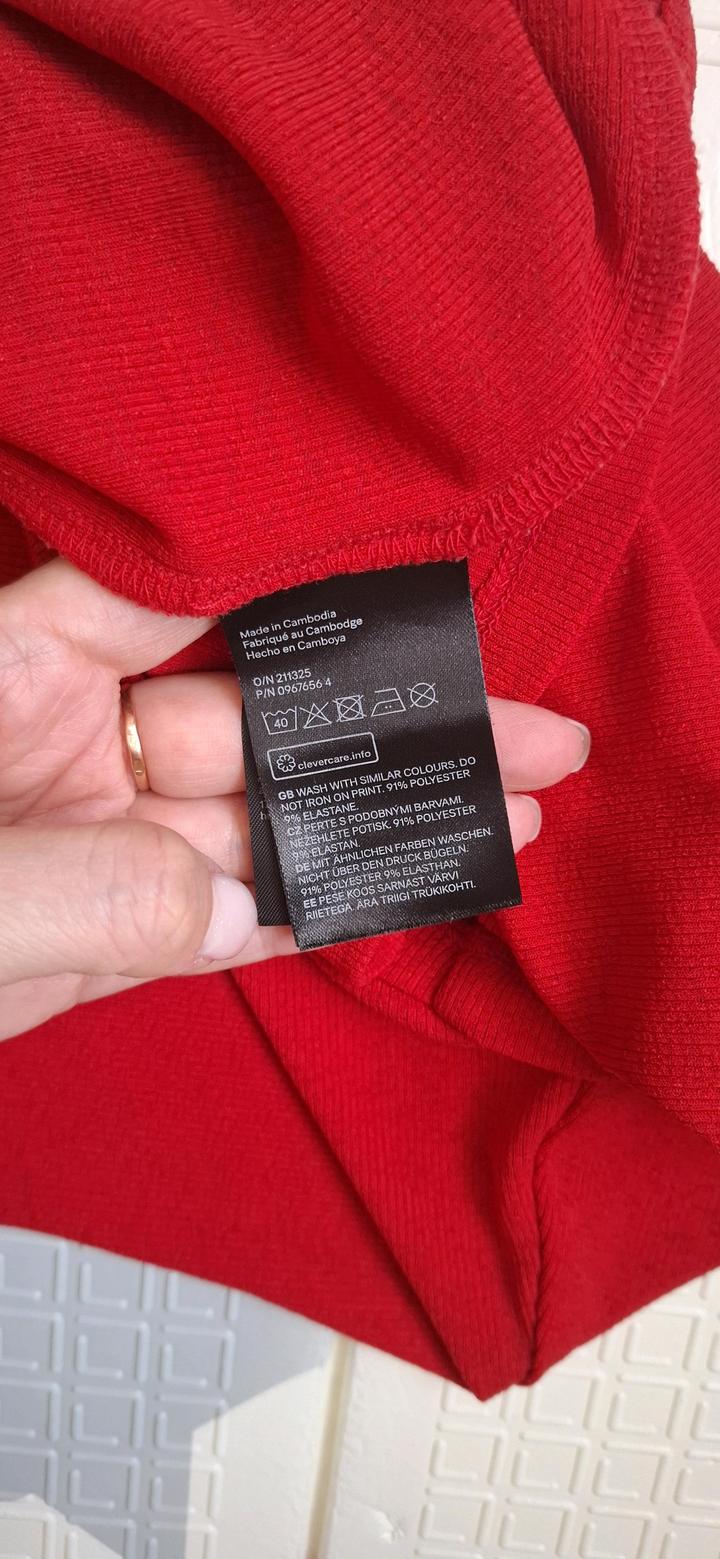 Made in Cambodia
Fabriqué au Cambodge
Hecho en Camboya
O/N 211325
P/N 0967656 4
40
clevercare.info
GB WASH WITH SIMILAR COLOURS. DO
NOT IRON ON PRINT. 91% POLYESTER
9% ELASTANE.
CZ PERTE S PODOBNÝMI BARVAMI.
NEŽEHLETE POTISK. 91% POLYESTER
9% ELASTAN.
DE MIT ÄHNLICHEN FARBEN WASCHEN.
NICHT ÜBER DEN DRUCK BÜGELN.
91% POLYESTER 9% ELASTHAN.
EE PESE KOOS SARNAST VÄRVI
RIIETEGA. ÄRA TRIIGI TRÜKIKOHTI.